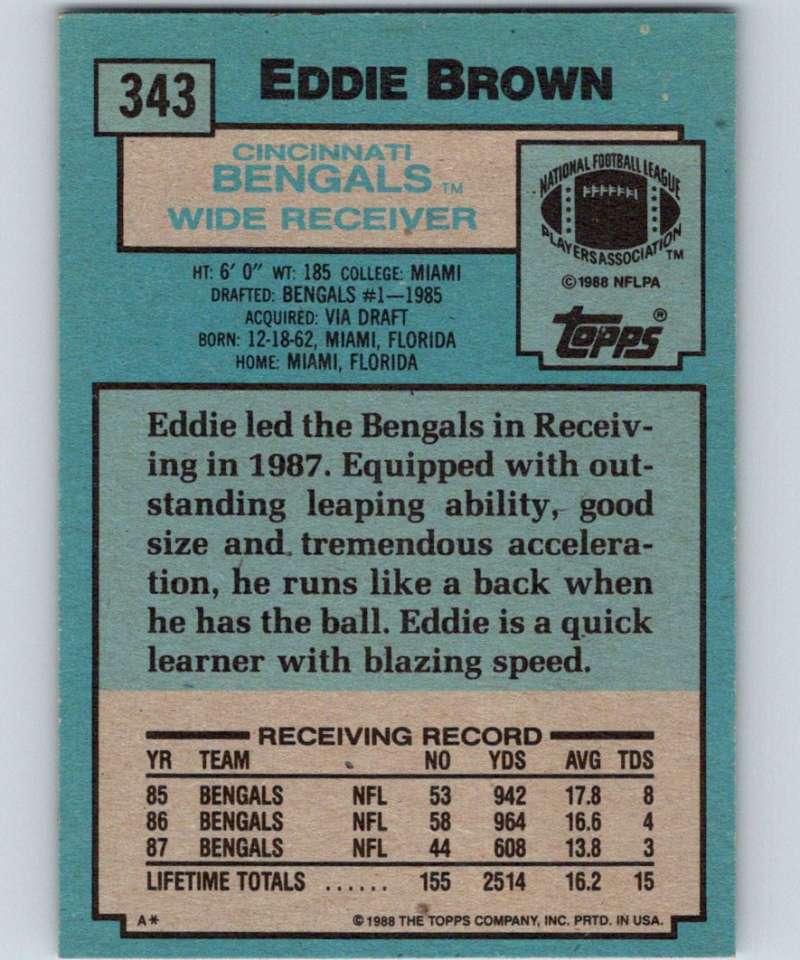 343 EDDIE BROWN
CINCINNATI
BENGALS TM
WIDE RECEIVER
NATIONAL FOOTBALL LEAGUE
PLAYERS ASSOCIATION TM
©1988 NFLPA
Topps®
HT: 6' 0" WT: 185 COLLEGE: MIAMI
DRAFTED: BENGALS #1—1985
ACQUIRED: VIA DRAFT
BORN: 12-18-62, MIAMI, FLORIDA
HOME: MIAMI, FLORIDA
Eddie led the Bengals in Receiv-
ing in 1987. Equipped with out-
standing leaping ability, good
size and tremendous accelera-
tion, he runs like a back when
he has the ball. Eddie is a quick
learner with blazing speed.
RECEIVING RECORD
YR TEAM NO YDS AVG TDS
85 BENGALS NFL 53 942 17.8 8
86 BENGALS NFL 58 964 16.6 4
87 BENGALS NFL 44 608 13.8 3
LIFETIME TOTALS ...... 155 2514 16.2 15
A* ©1988 THE TOPPS COMPANY, INC. PRTD. IN USA.